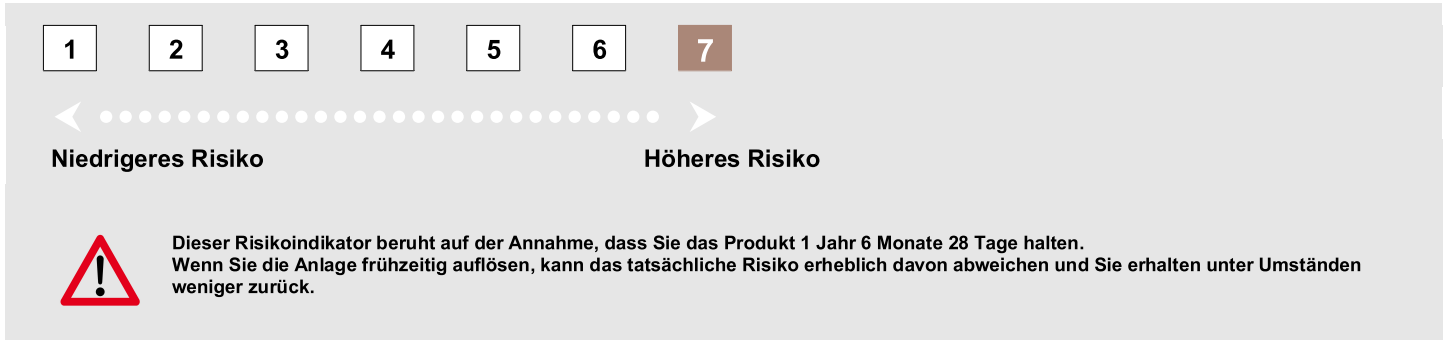 1 2 3 4 5 6 7
Niedrigeres Risiko Höheres Risiko
Dieser Risikoindikator beruht auf der Annahme, dass Sie das Produkt 1 Jahr 6 Monate 28 Tage halten.
Wenn Sie die Anlage frühzeitig auflösen, kann das tatsächliche Risiko erheblich davon abweichen und Sie erhalten unter Umständen
weniger zurück.